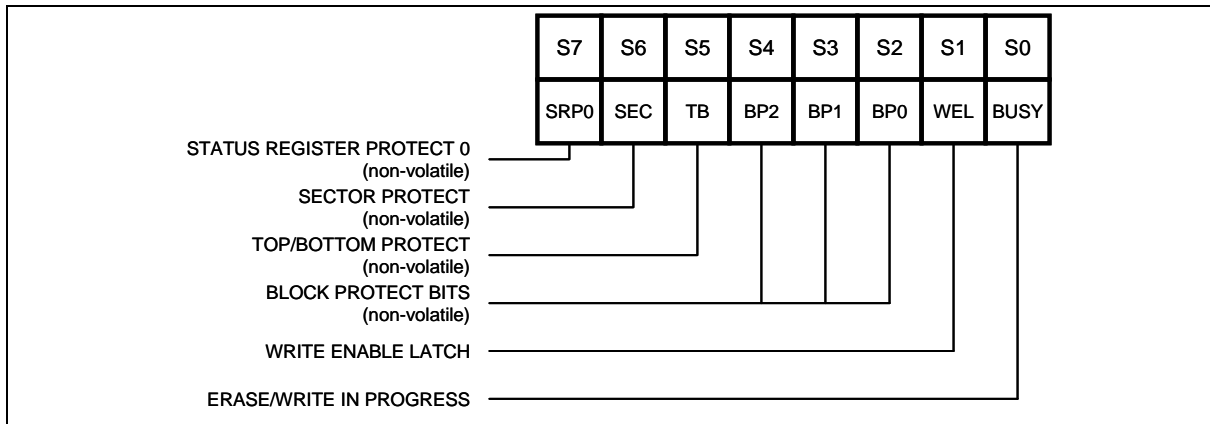 S7 S6 S5 S4 S3 S2 S1 S0
SRP0 SEC TB BP2 BP1 BP0 WEL BUSY
STATUS REGISTER PROTECT 0
(non-volatile)
SECTOR PROTECT
(non-volatile)
TOP/BOTTOM PROTECT
(non-volatile)
BLOCK PROTECT BITS
(non-volatile)
WRITE ENABLE LATCH
ERASE/WRITE IN PROGRESS